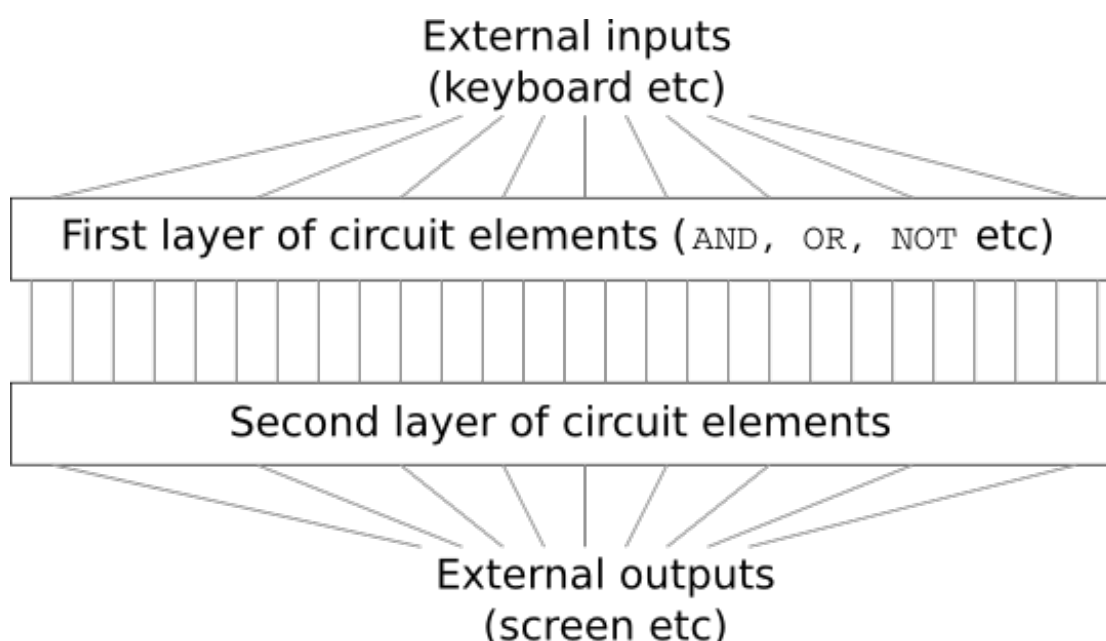 External inputs
(keyboard etc)
First layer of circuit elements (AND, OR, NOT etc)
Second layer of circuit elements
External outputs
(screen etc)